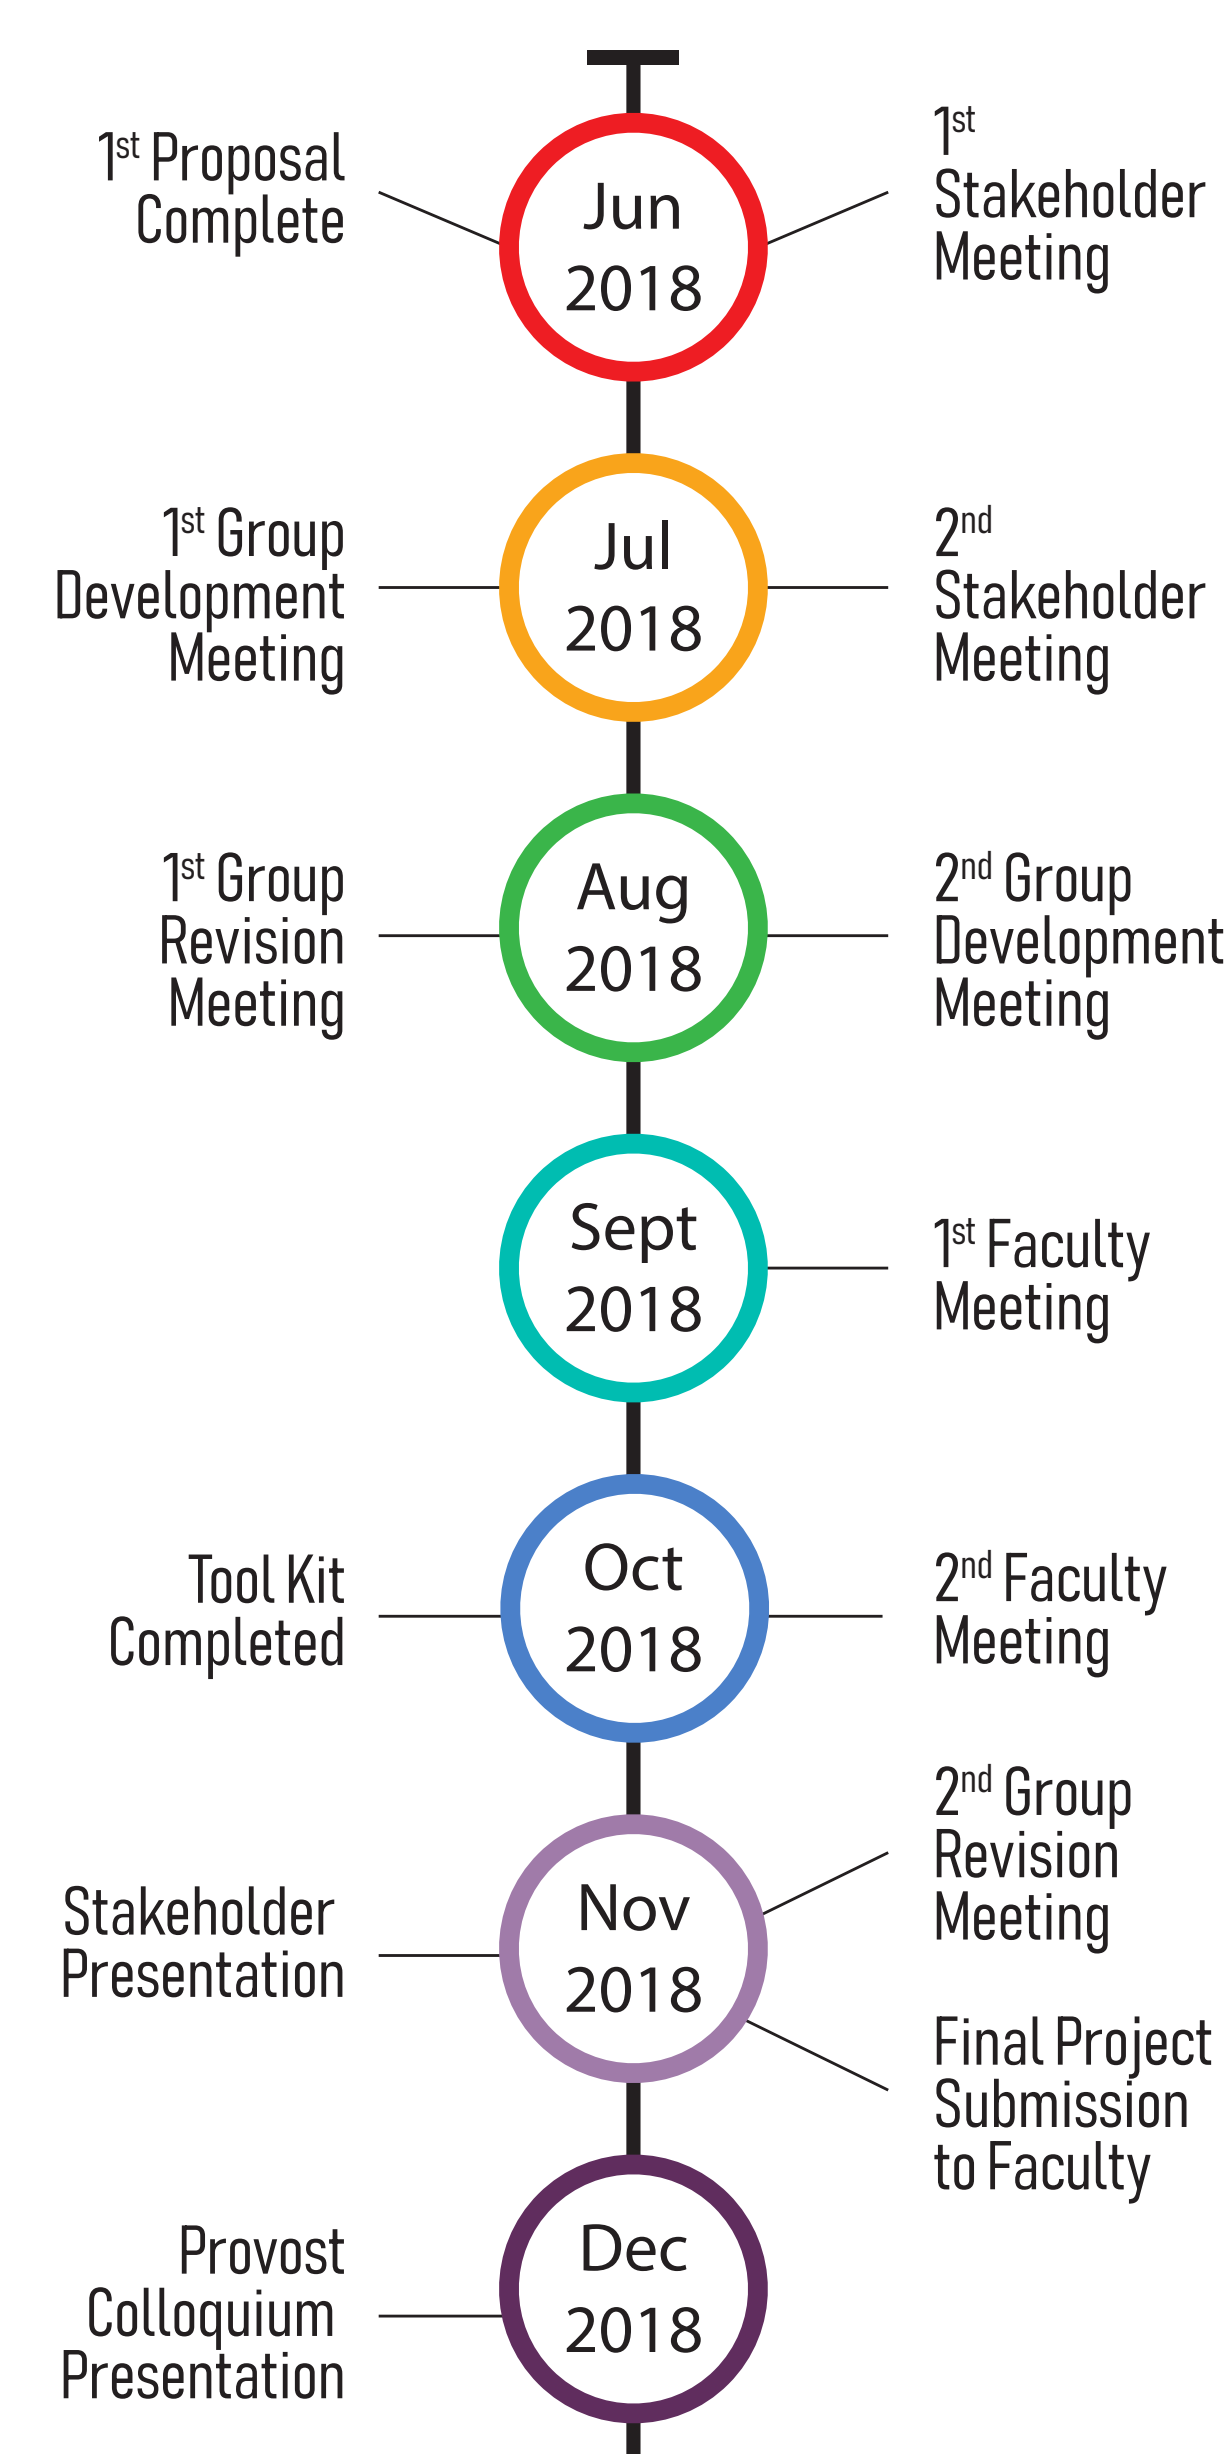 1st Proposal
Complete
Jun
2018
1st
Stakeholder
Meeting
1st Group
Development
Meeting
Jul
2018
2nd
Stakeholder
Meeting
1st Group
Revision
Meeting
Aug
2018
2nd Group
Development
Meeting
Sept
2018
1st Faculty
Meeting
Tool Kit
Completed
Oct
2018
2nd Faculty
Meeting
Stakeholder
Presentation
Nov
2018
2nd Group
Revision
Meeting
Final Project
Submission
to Faculty
Provost
Colloquium
Presentation
Dec
2018